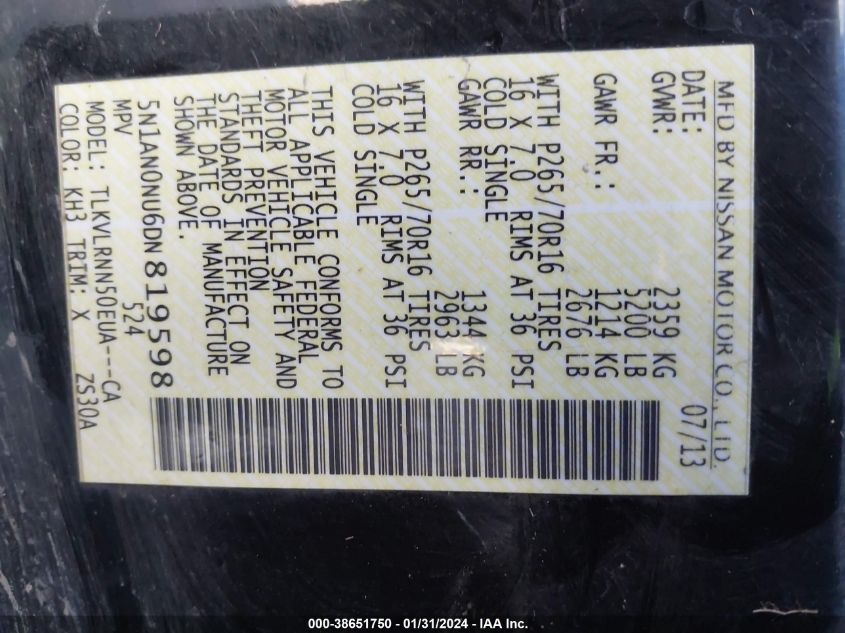 MFD BY NISSAN MOTOR CO., LTD.
DATE: 07/13
GVWR: 2359 KG
5200 LB
GAWR FR.: 1214 KG
2676 LB
WITH P265/70R16 TIRES
16 X 7.0 RIMS AT 36 PSI
COLD SINGLE
GAWR RR.: 1344 KG
2963 LB
WITH P265/70R16 TIRES
16 X 7.0 RIMS AT 36 PSI
COLD SINGLE
THIS VEHICLE CONFORMS TO
ALL APPLICABLE FEDERAL
MOTOR VEHICLE SAFETY AND
THEFT PREVENTION
STANDARDS IN EFFECT ON
THE DATE OF MANUFACTURE
SHOWN ABOVE.
5N1AN0NU6DN819598
MPV 524
MODEL: TLKVLRNN50EUA---CA
COLOR: KH3 TRIM: X ZS30A
000-38651750 - 01/31/2024 - IAA Inc.